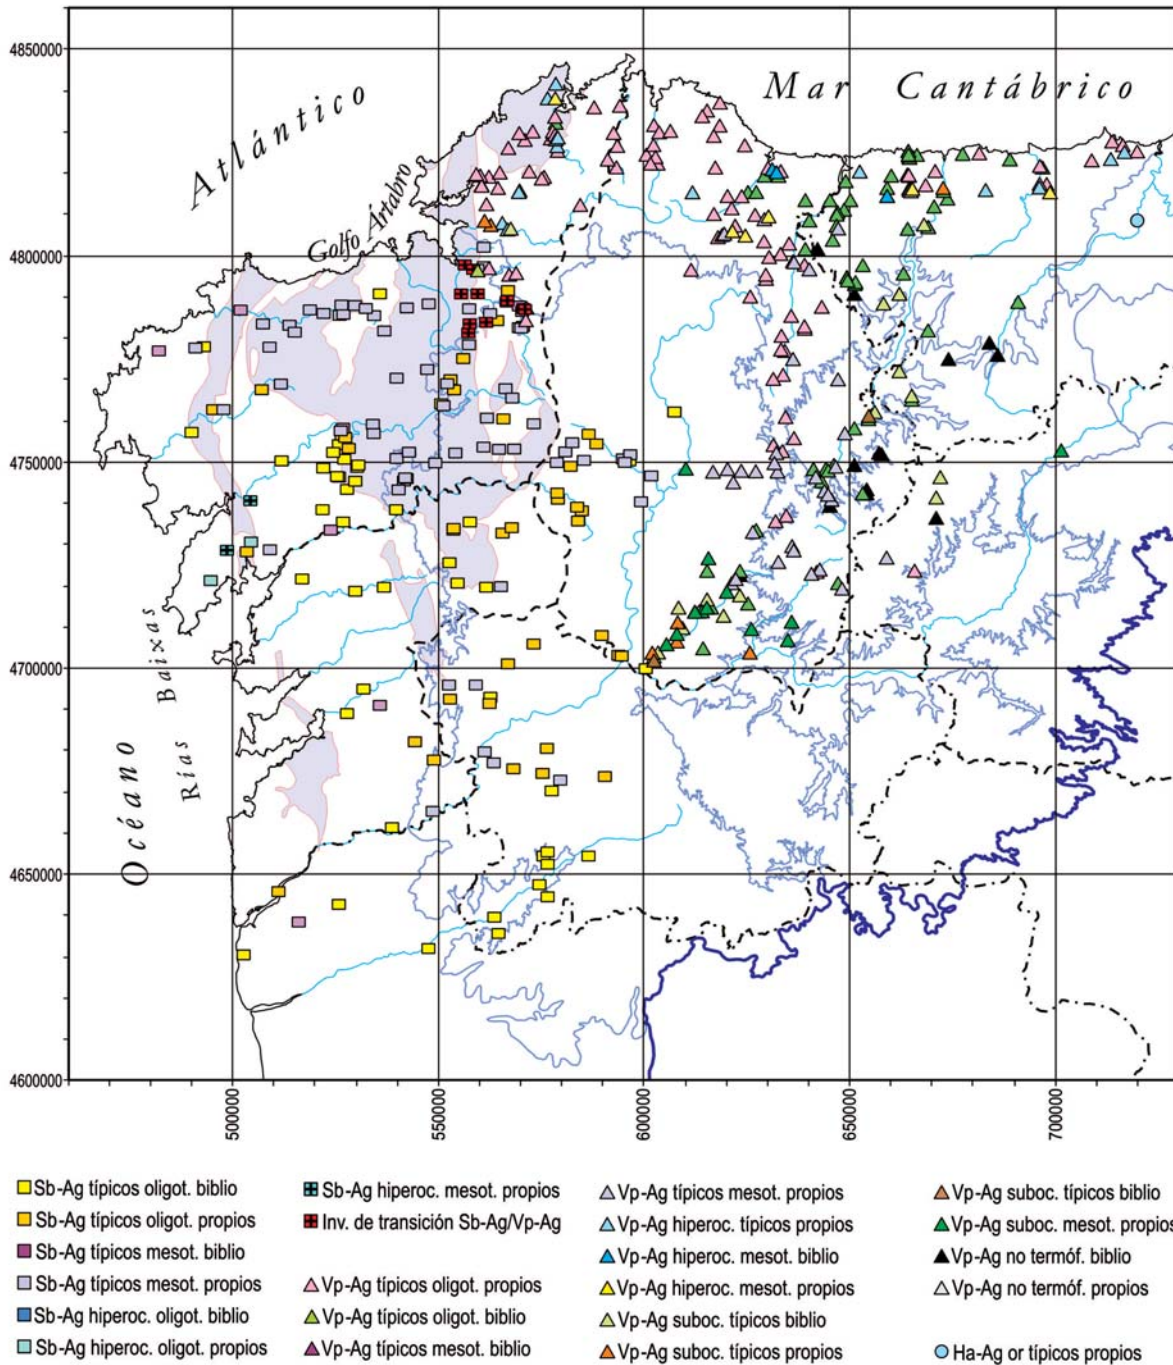 4850000
Mar Cantábrico
Atlántico
Golfo Ártabro
4800000
4750000
Baixas
4700000
Rías
Océano
4650000
4600000
500000
550000
600000
650000
700000
Sb-Ag típicos oligot. biblio
Sb-Ag típicos oligot. propios
Sb-Ag típicos mesot. biblio
Sb-Ag típicos mesot. propios
Sb-Ag hiperoc. oligot. biblio
Sb-Ag hiperoc. oligot. propios
Sb-Ag hiperoc. mesot. propios
Inv. de transición Sb-Ag/Vp-Ag
Vp-Ag típicos oligot. propios
Vp-Ag típicos oligot. biblio
Vp-Ag típicos mesot. biblio
Vp-Ag típicos mesot. propios
Vp-Ag hiperoc. típicos propios
Vp-Ag hiperoc. mesot. biblio
Vp-Ag hiperoc. mesot. propios
Vp-Ag suboc. típicos biblio
Vp-Ag suboc. típicos propios
Vp-Ag suboc. típicos biblio
Vp-Ag suboc. mesot. propios
Vp-Ag no termóf. biblio
Vp-Ag no termóf. propios
Ha-Ag or típicos propios